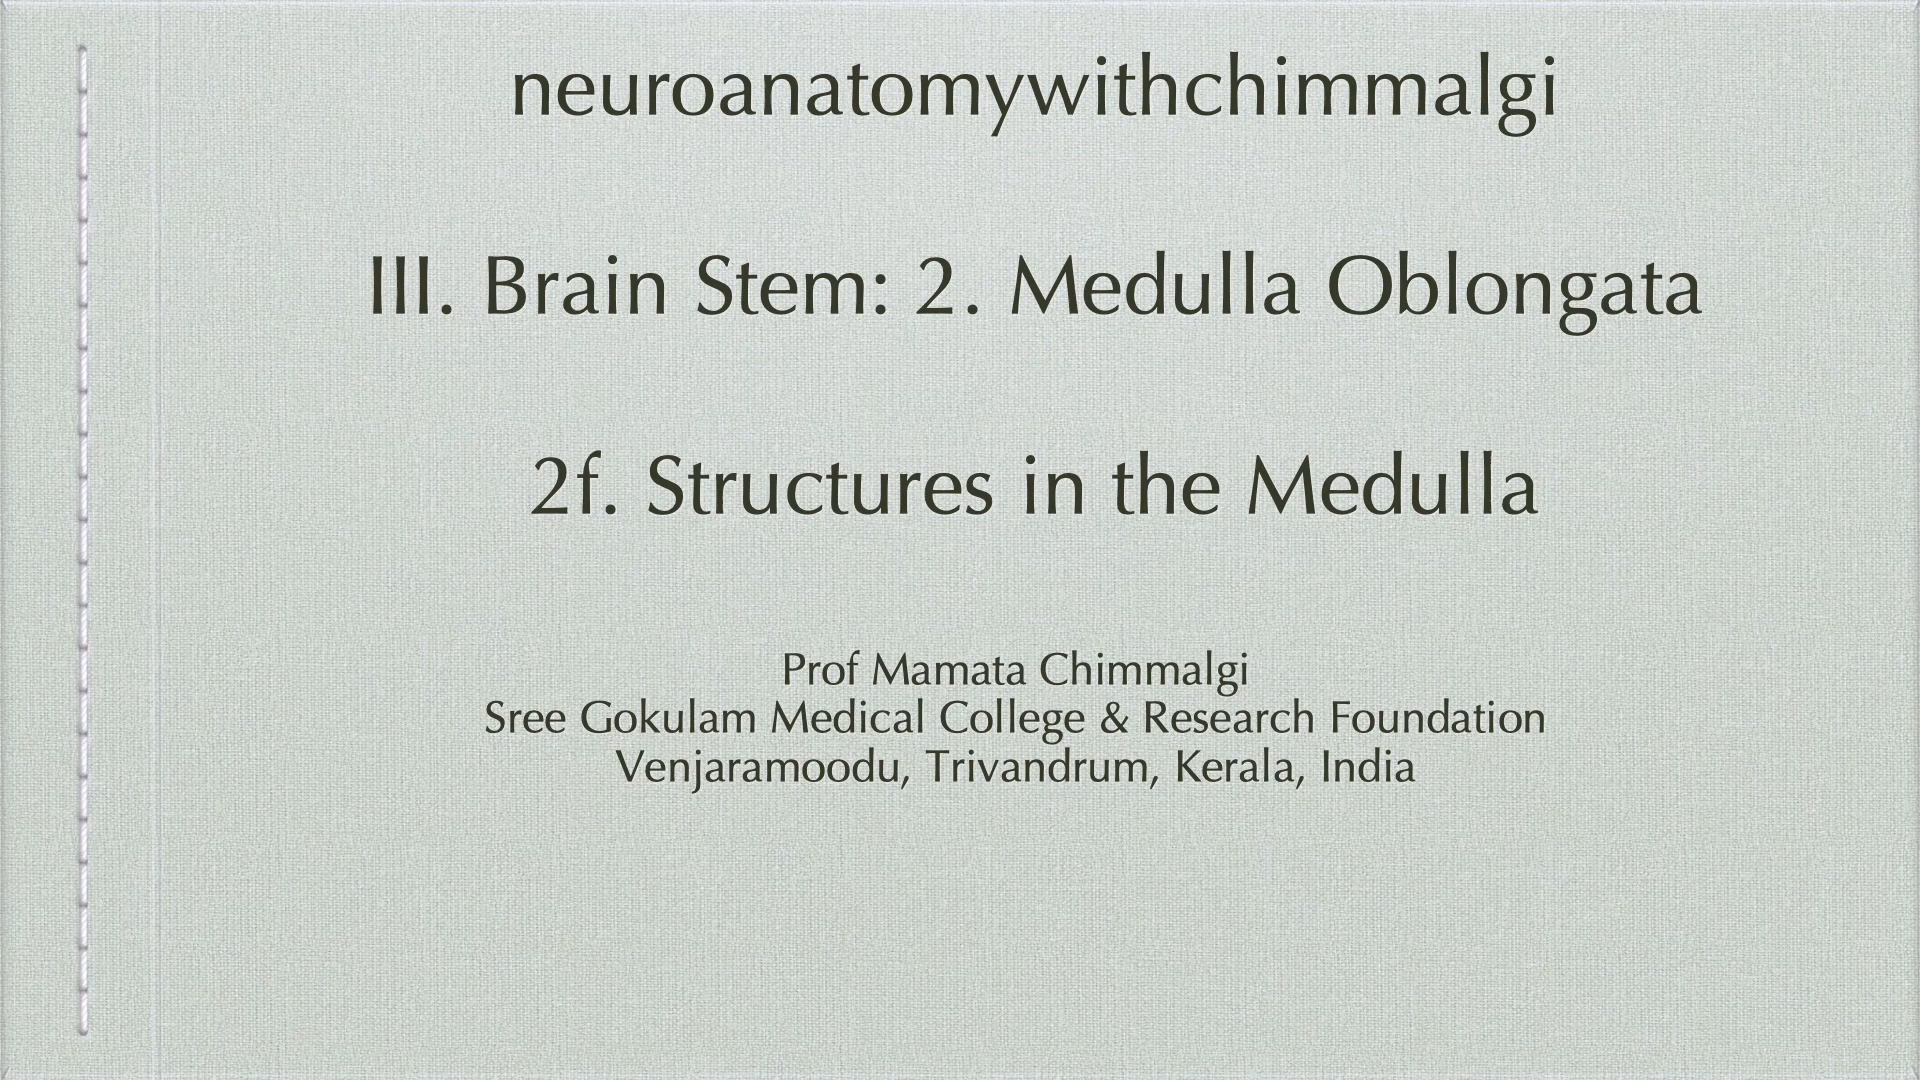 neuroanatomywithchimmalgi
III. Brain Stem: 2. Medulla Oblongata
2f. Structures in the Medulla
Prof Mamata Chimmalgi
Sree Gokulam Medical College & Research Foundation
Venjaramoodu, Trivandrum, Kerala, India